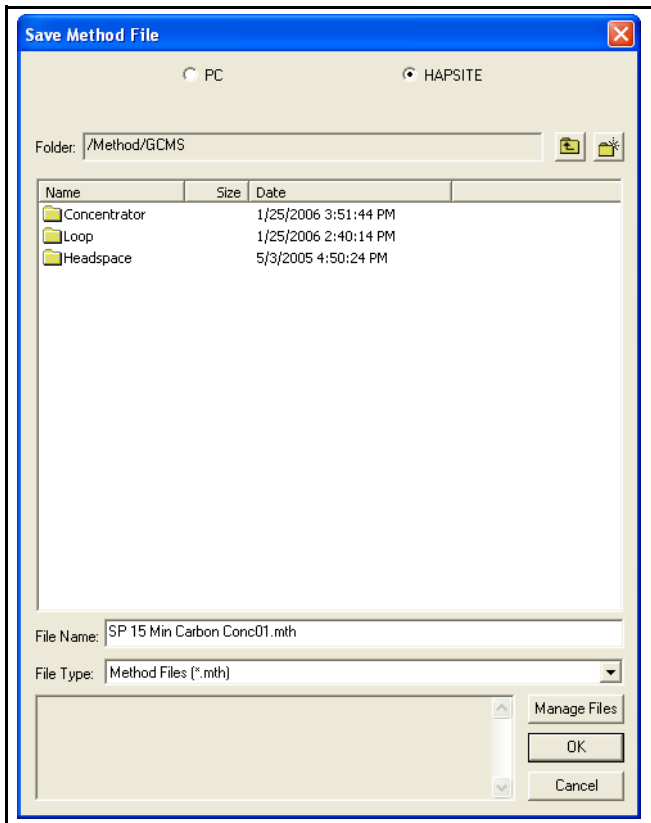 Save Method File
PC HAPSITE
Folder: /Method/GCMS
Name Size Date
Concentrator 1/25/2006 3:51:44 PM
Loop 1/25/2006 2:40:14 PM
Headspace 5/3/2005 4:50:24 PM
File Name: SP 15 Min Carbon Conc01.mth
File Type: Method Files (*.mth)
Manage Files
OK
Cancel